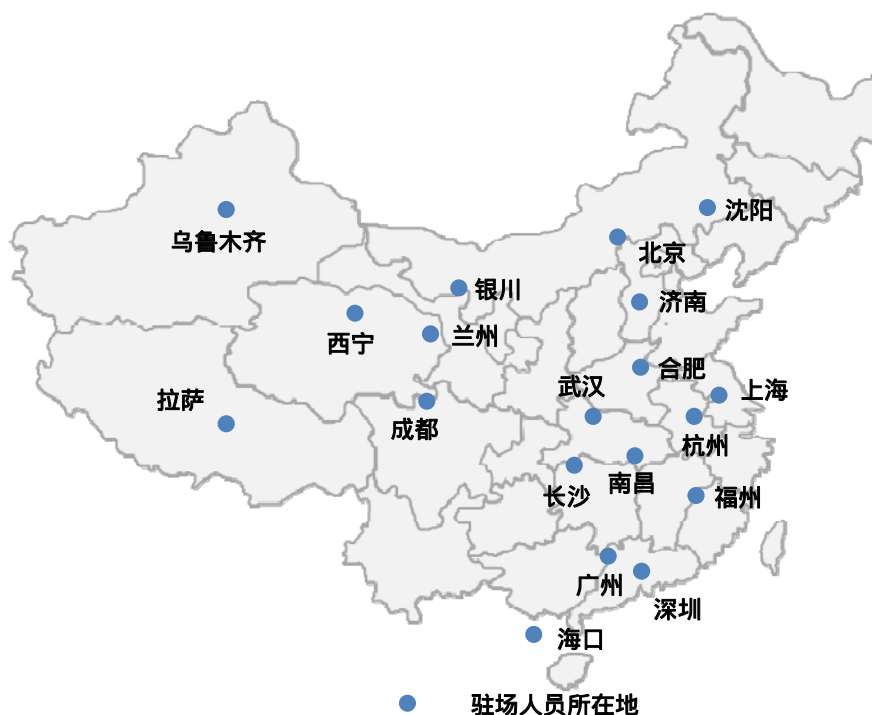 沈阳
乌鲁木齐
北京
银川
济南
兰州
西宁
合肥
武汉
上海
拉萨
成都
杭州
南昌
长沙
福州
广州
深圳
海口
驻场人员所在地